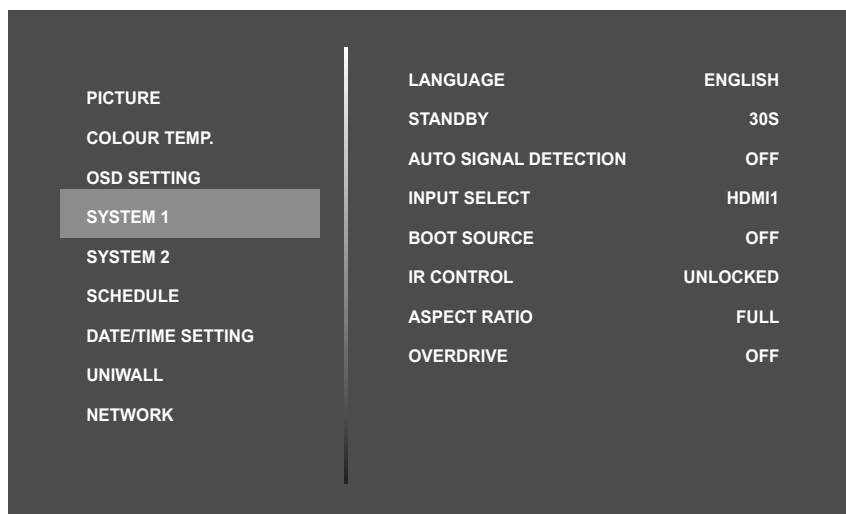 PICTURE
COLOUR TEMP.
OSD SETTING
SYSTEM 1
SYSTEM 2
SCHEDULE
DATE/TIME SETTING
UNIWALL
NETWORK
LANGUAGE ENGLISH
STANDBY 30S
AUTO SIGNAL DETECTION OFF
INPUT SELECT HDMI1
BOOT SOURCE OFF
IR CONTROL UNLOCKED
ASPECT RATIO FULL
OVERDRIVE OFF